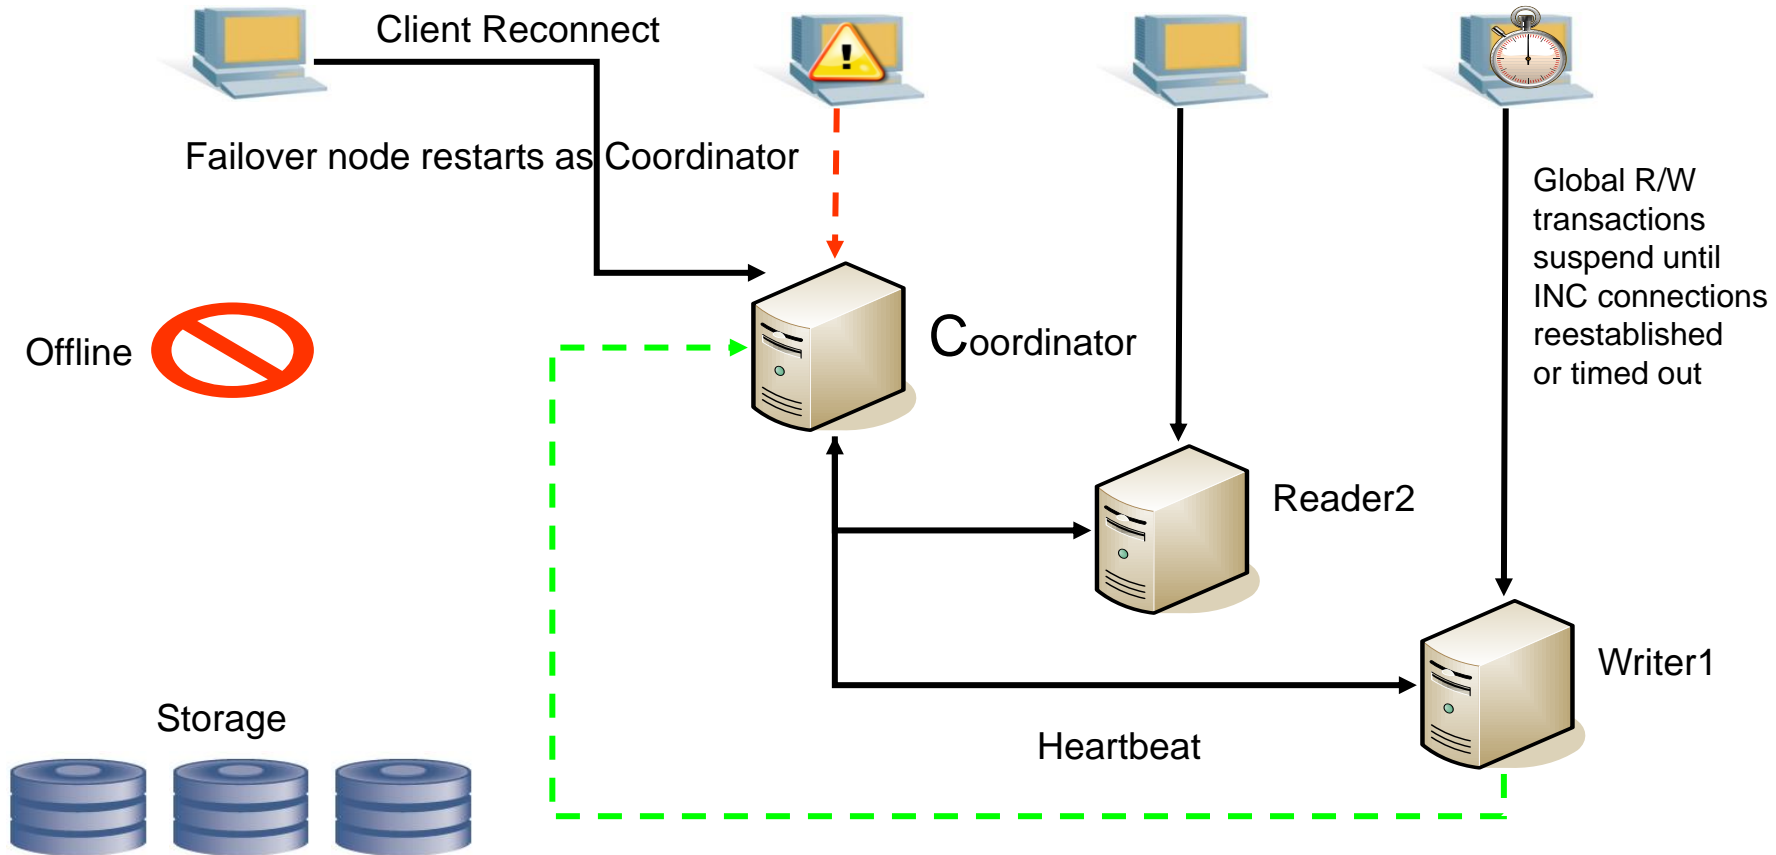 Client Reconnect
Failover node restarts as Coordinator
Global R/W
transactions
suspend until
INC connections
reestablished
or timed out
Offline
Coordinator
Reader2
Writer1
Storage
Heartbeat